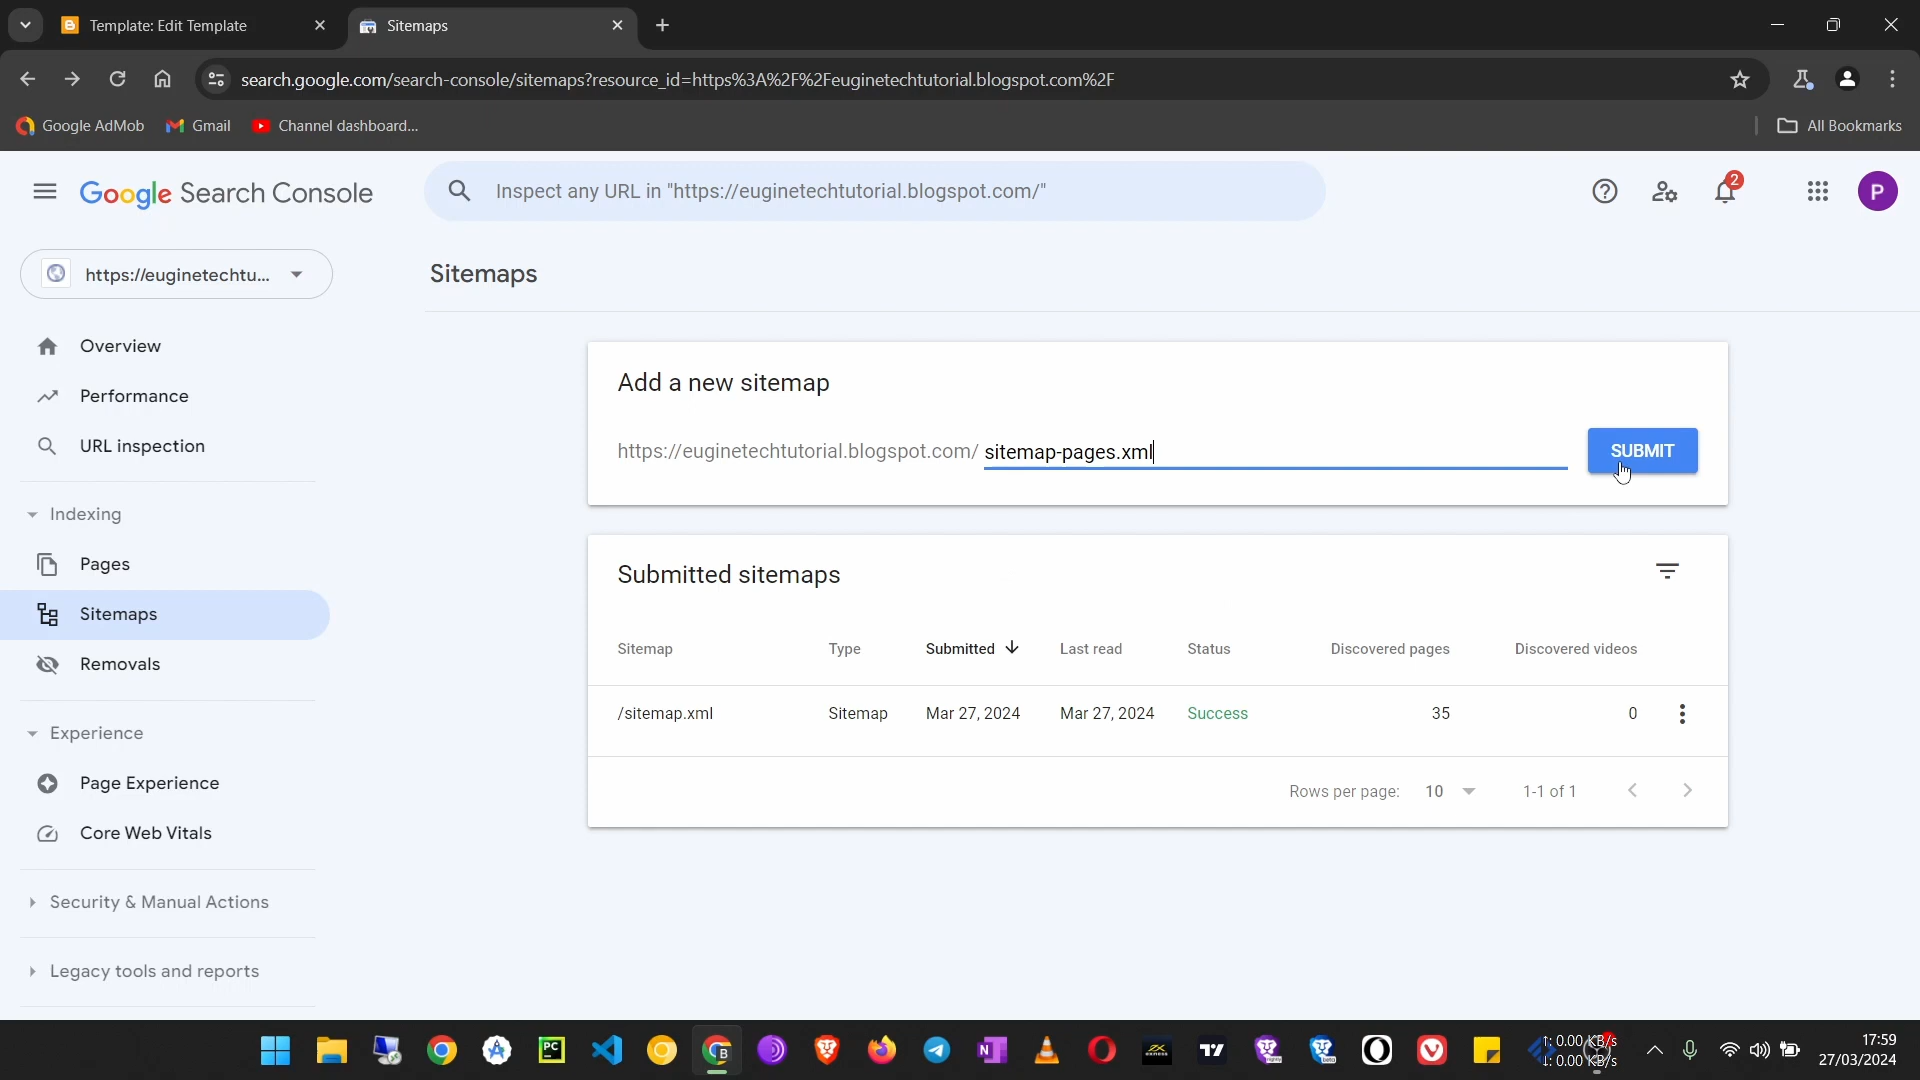 Template: Edit Template
Sitemaps
search.google.com/search-console/sitemaps?resource_id=https%3A%2F%2Feuginetechtutorial.blogspot.com%2F
Google AdMob Gmail Channel dashboard... All Bookmarks
Google Search Console
Inspect any URL in "https://euginetechtutorial.blogspot.com/"
2
P
https://euginetechtu...
Sitemaps
Overview
Performance
URL inspection
Indexing
Pages
Sitemaps
Removals
Experience
Page Experience
Core Web Vitals
Security & Manual Actions
Legacy tools and reports
Add a new sitemap
https://euginetechtutorial.blogspot.com/ sitemap-pages.xml
SUBMIT
Submitted sitemaps
Sitemap Type Submitted Last read Status Discovered pages Discovered videos
/sitemap.xml Sitemap Mar 27, 2024 Mar 27, 2024 Success 35 0
Rows per page: 10 1-1 of 1
PC
B
N
↑: 0.00 KB/s
↓: 0.00 KB/s
17:59
27/03/2024